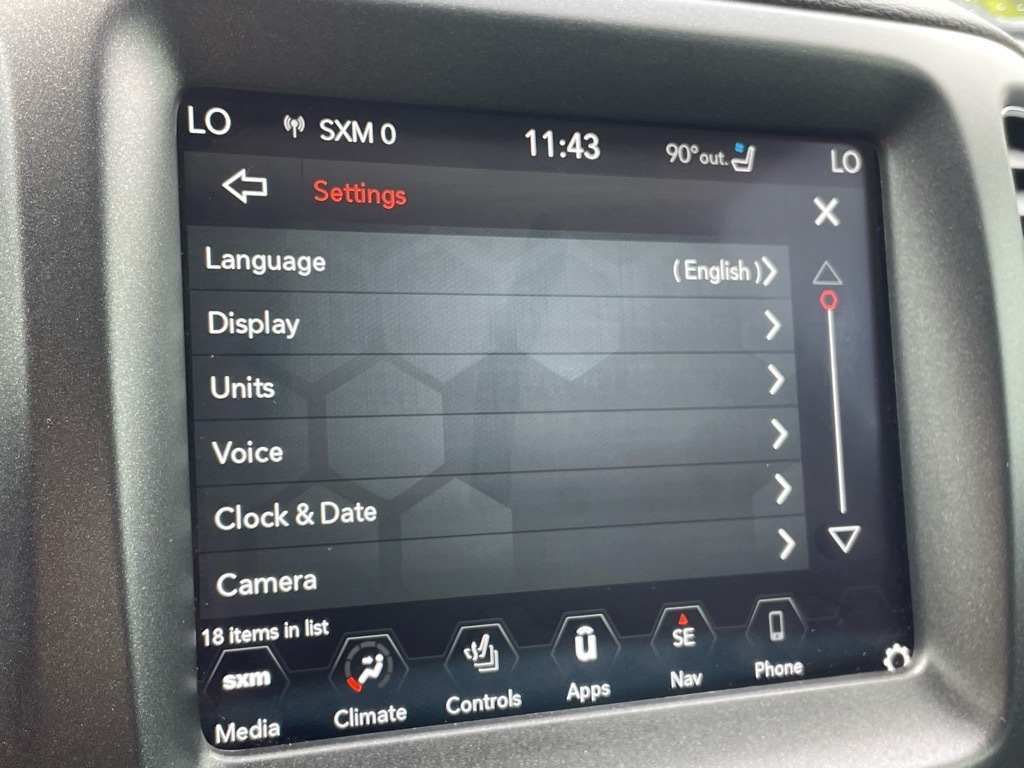 LO SXM 0 11:43 90° out. LO
Settings
Language (English)
Display
Units
Voice
Clock & Date
Camera
18 items in list
sxm
SE
Media Climate Controls Apps Nav Phone